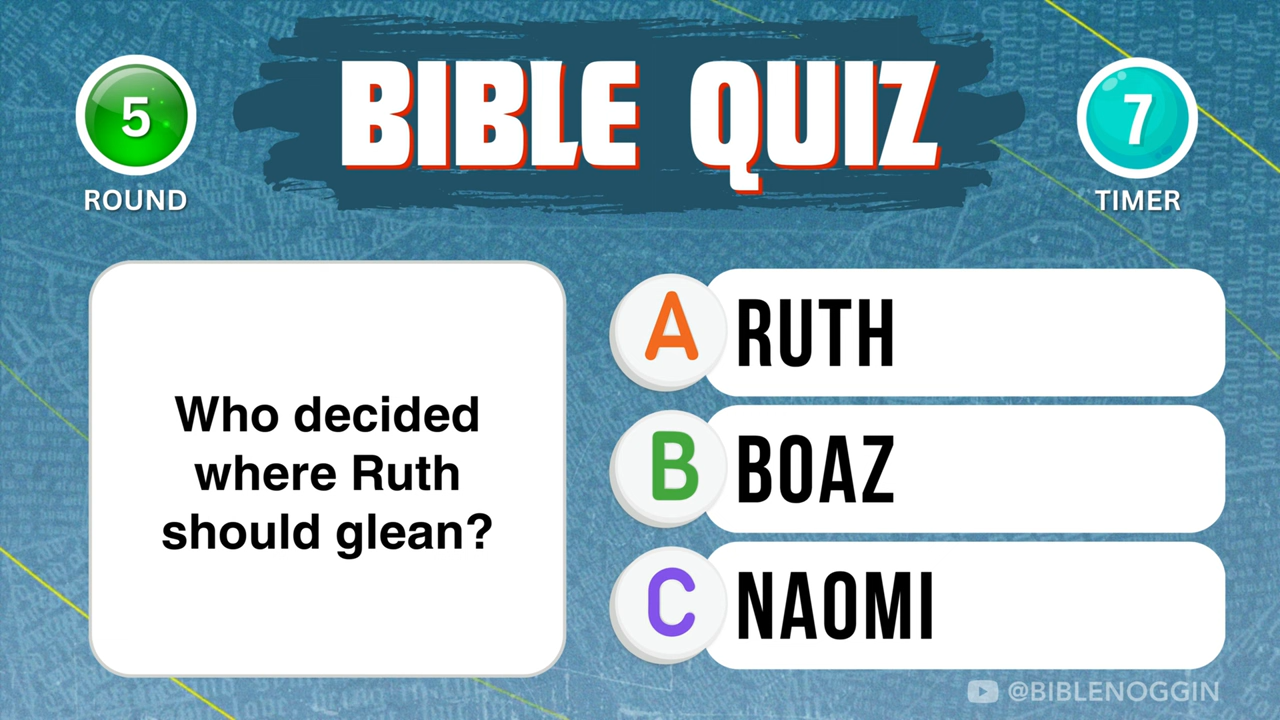 BIBLE QUIZ
5
ROUND
7
TIMER
Who decided
where Ruth
should glean?
A RUTH
B BOAZ
C NAOMI
@BIBLENOGGIN